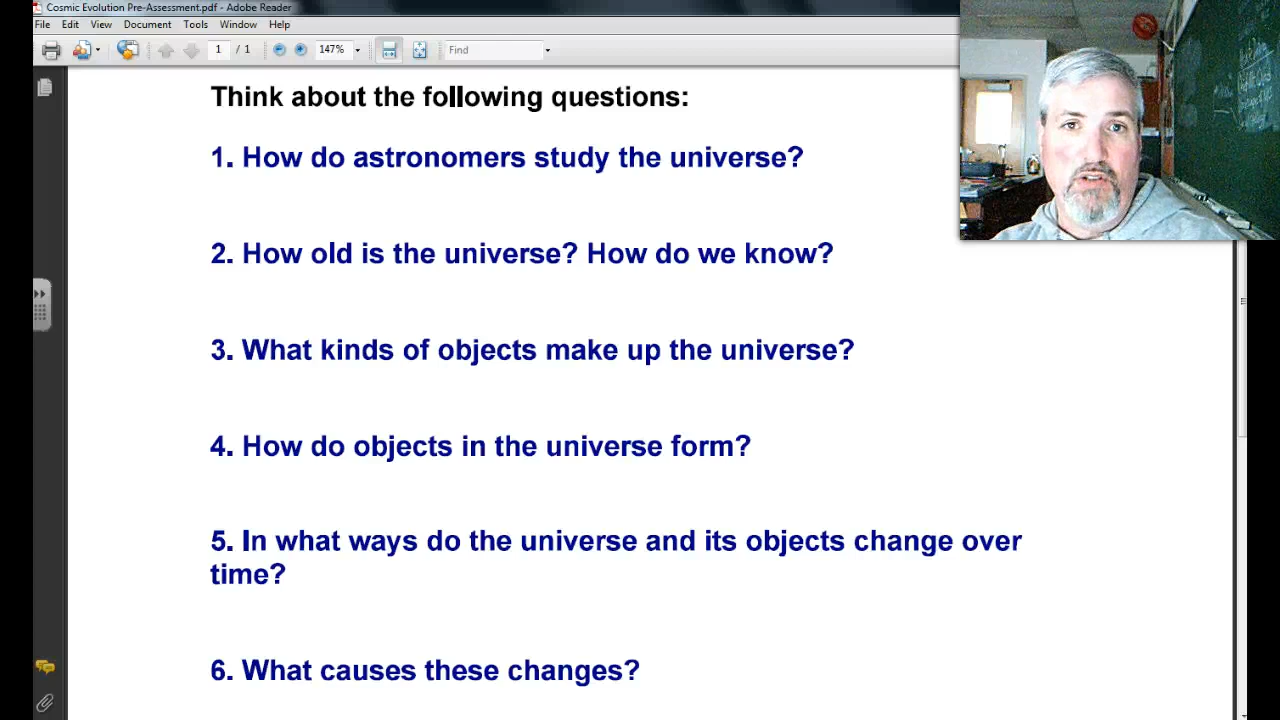 Cosmic Evolution Pre-Assessment.pdf - Adobe Reader
File Edit View Document Tools Window Help
1 / 1 147% Find
Think about the following questions:
1. How do astronomers study the universe?
2. How old is the universe? How do we know?
3. What kinds of objects make up the universe?
4. How do objects in the universe form?
5. In what ways do the universe and its objects change over
time?
6. What causes these changes?